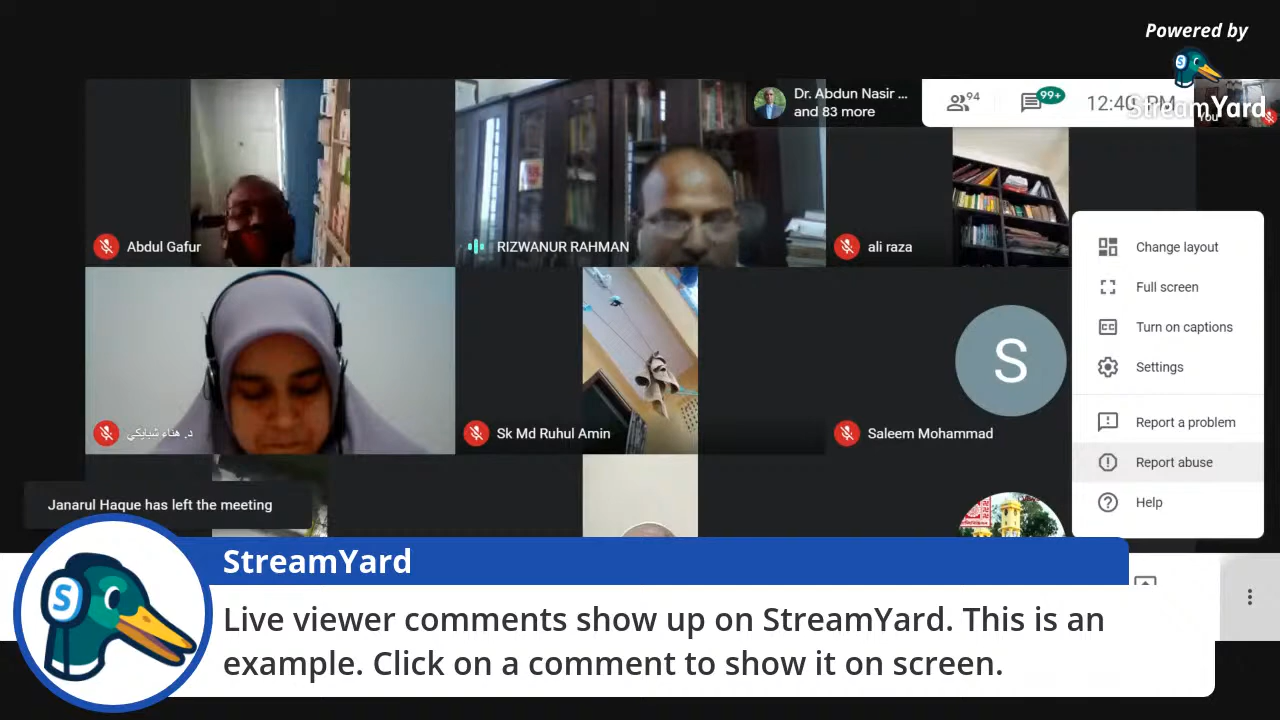 Powered by
StreamYard
Dr. Abdun Nasir ...
and 83 more
94
99+
12:40 PM
You
Abdul Gafur
RIZWANUR RAHMAN
ali raza
Change layout
Full screen
Turn on captions
Settings
Report a problem
Report abuse
Help
د. هناء شبايكي
Sk Md Ruhul Amin
S
Saleem Mohammad
Janarul Haque has left the meeting
S
StreamYard
Live viewer comments show up on StreamYard. This is an
example. Click on a comment to show it on screen.